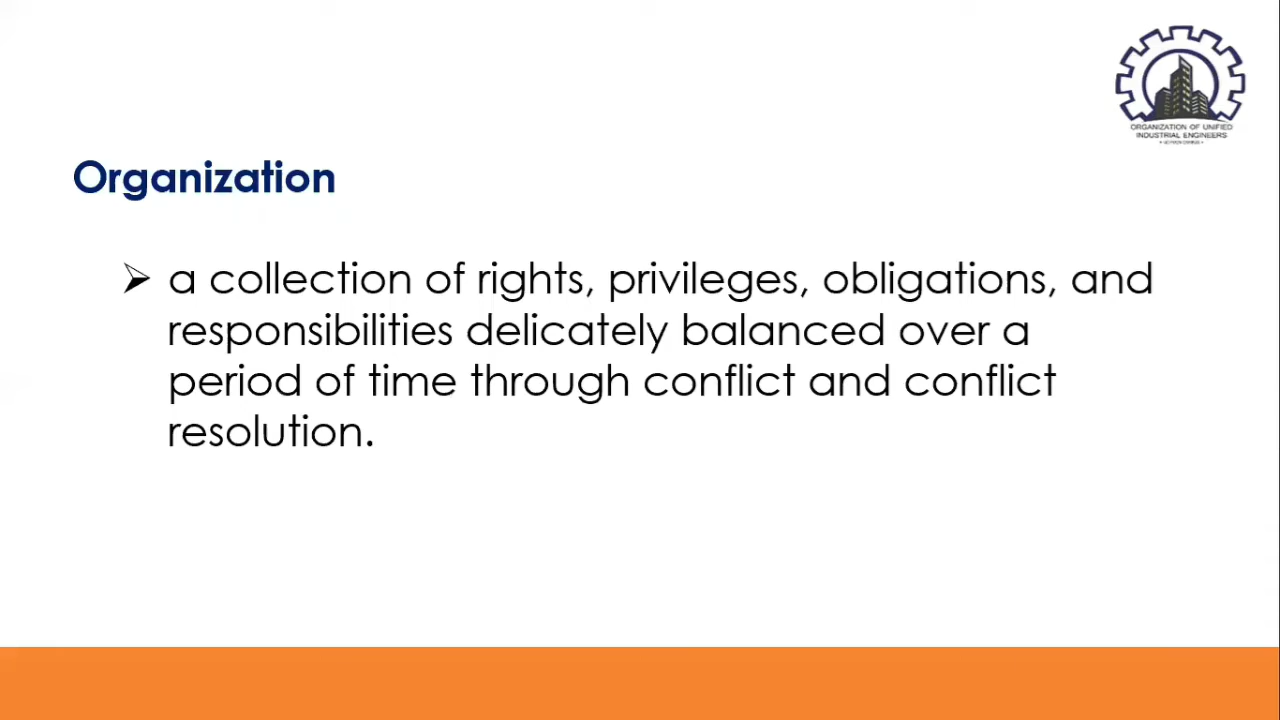 ORGANIZATION OF UNIFIED
INDUSTRIAL ENGINEERS
Organization
a collection of rights, privileges, obligations, and
responsibilities delicately balanced over a
period of time through conflict and conflict
resolution.